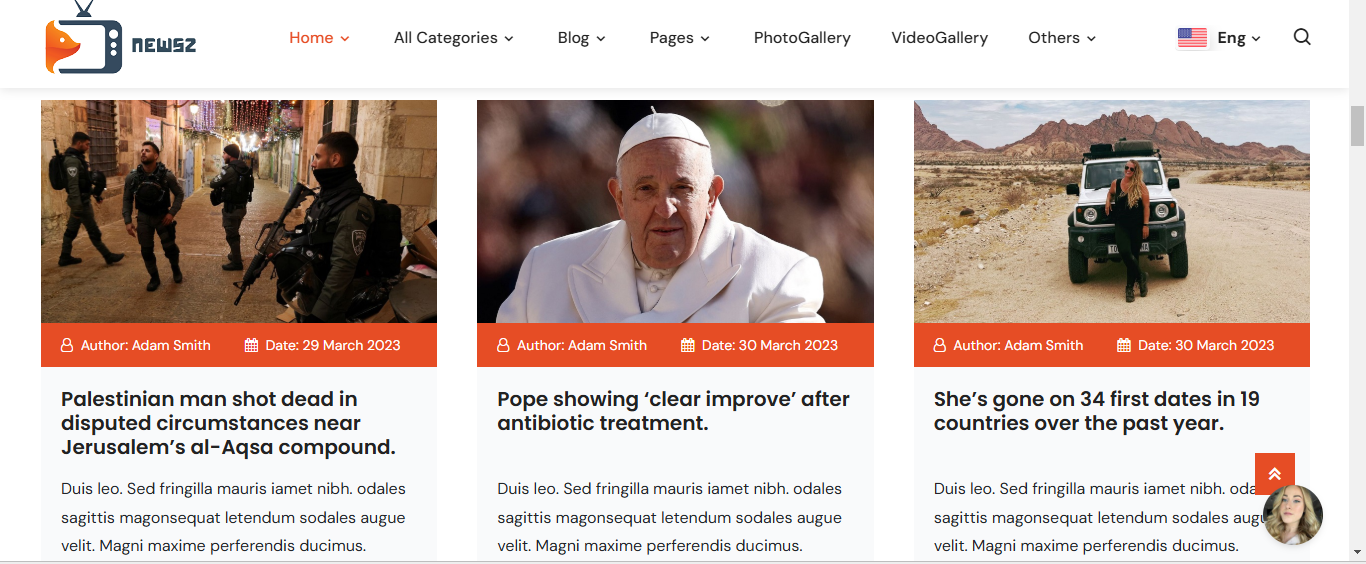 NEWSZ
Home
All Categories
Blog
Pages
PhotoGallery
VideoGallery
Others
Eng
Author: Adam Smith Date: 29 March 2023
Palestinian man shot dead in
disputed circumstances near
Jerusalem’s al-Aqsa compound.
Duis leo. Sed fringilla mauris iamet nibh. odales
sagittis magonsequat letendum sodales augue
velit. Magni maxime perferendis ducimus.
Author: Adam Smith Date: 30 March 2023
Pope showing ‘clear improve’ after
antibiotic treatment.
Duis leo. Sed fringilla mauris iamet nibh. odales
sagittis magonsequat letendum sodales augue
velit. Magni maxime perferendis ducimus.
Author: Adam Smith Date: 30 March 2023
She’s gone on 34 first dates in 19
countries over the past year.
Duis leo. Sed fringilla mauris iamet nibh.
sagittis magonsequat letendum sodales
velit. Magni maxime perferendis ducimus.